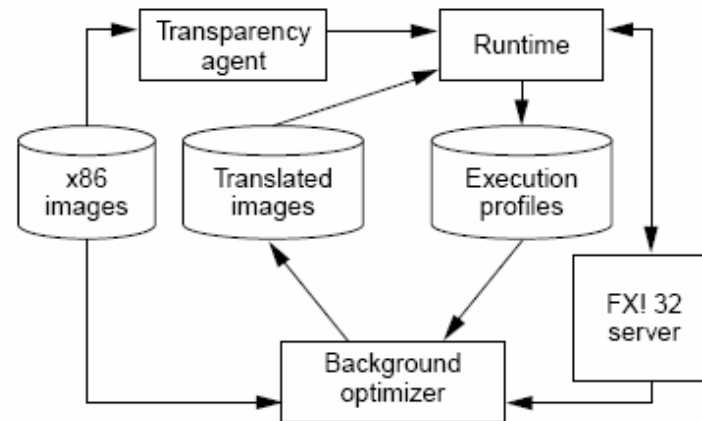 Transparency
agent
Runtime
x86
images
Translated
images
Execution
profiles
FX! 32
server
Background
optimizer